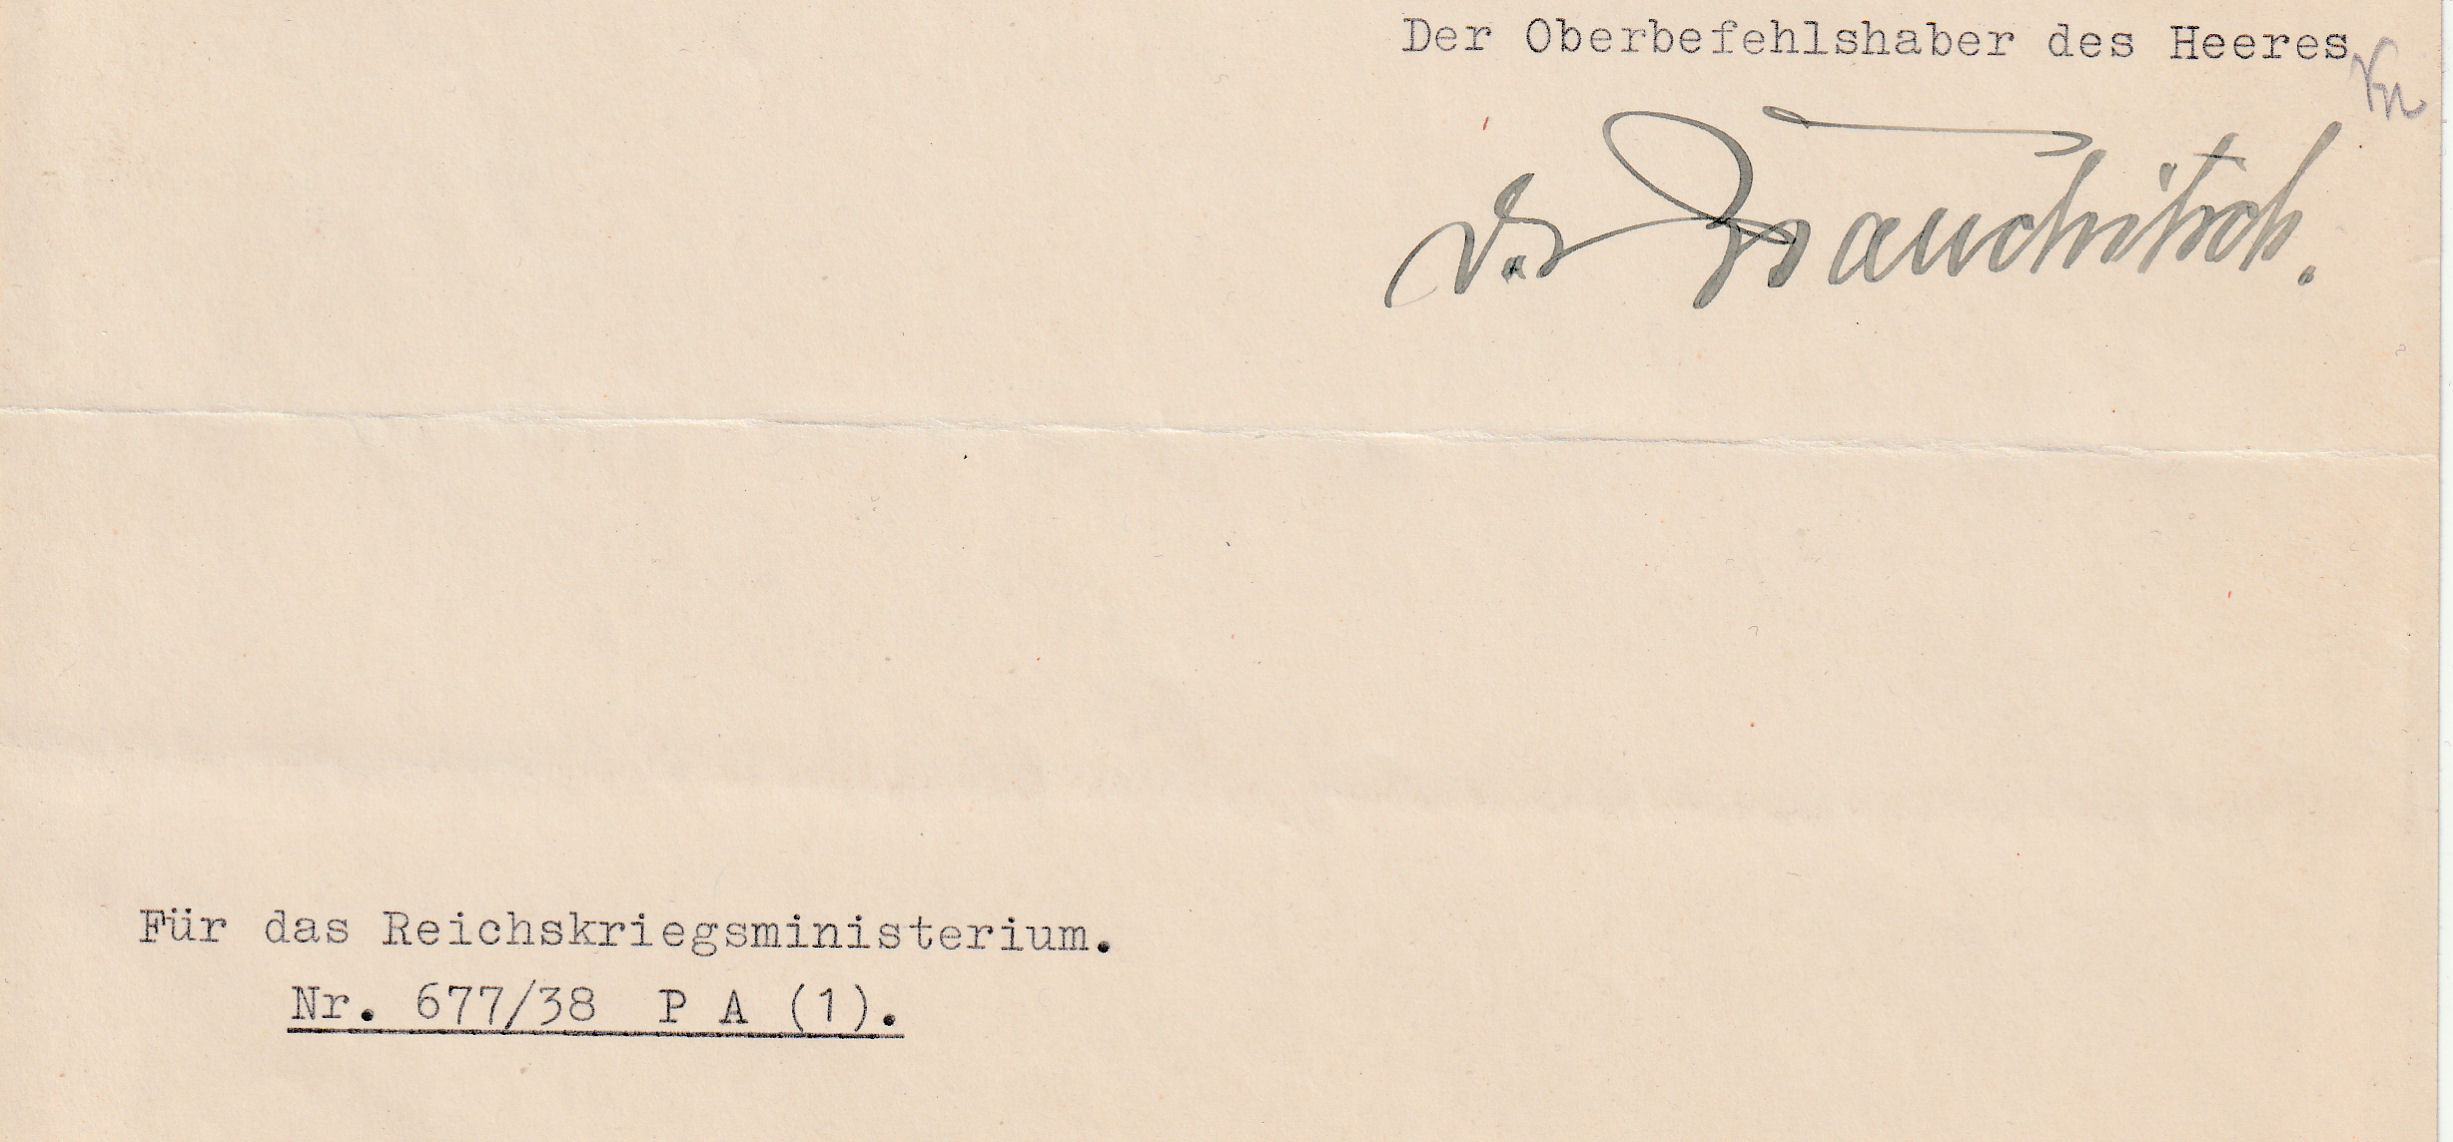 Der Oberbefehlshaber des Heeres
v. Brauchitsch.
Für das Reichskriegsministerium.
Nr. 677/38 P A (1).